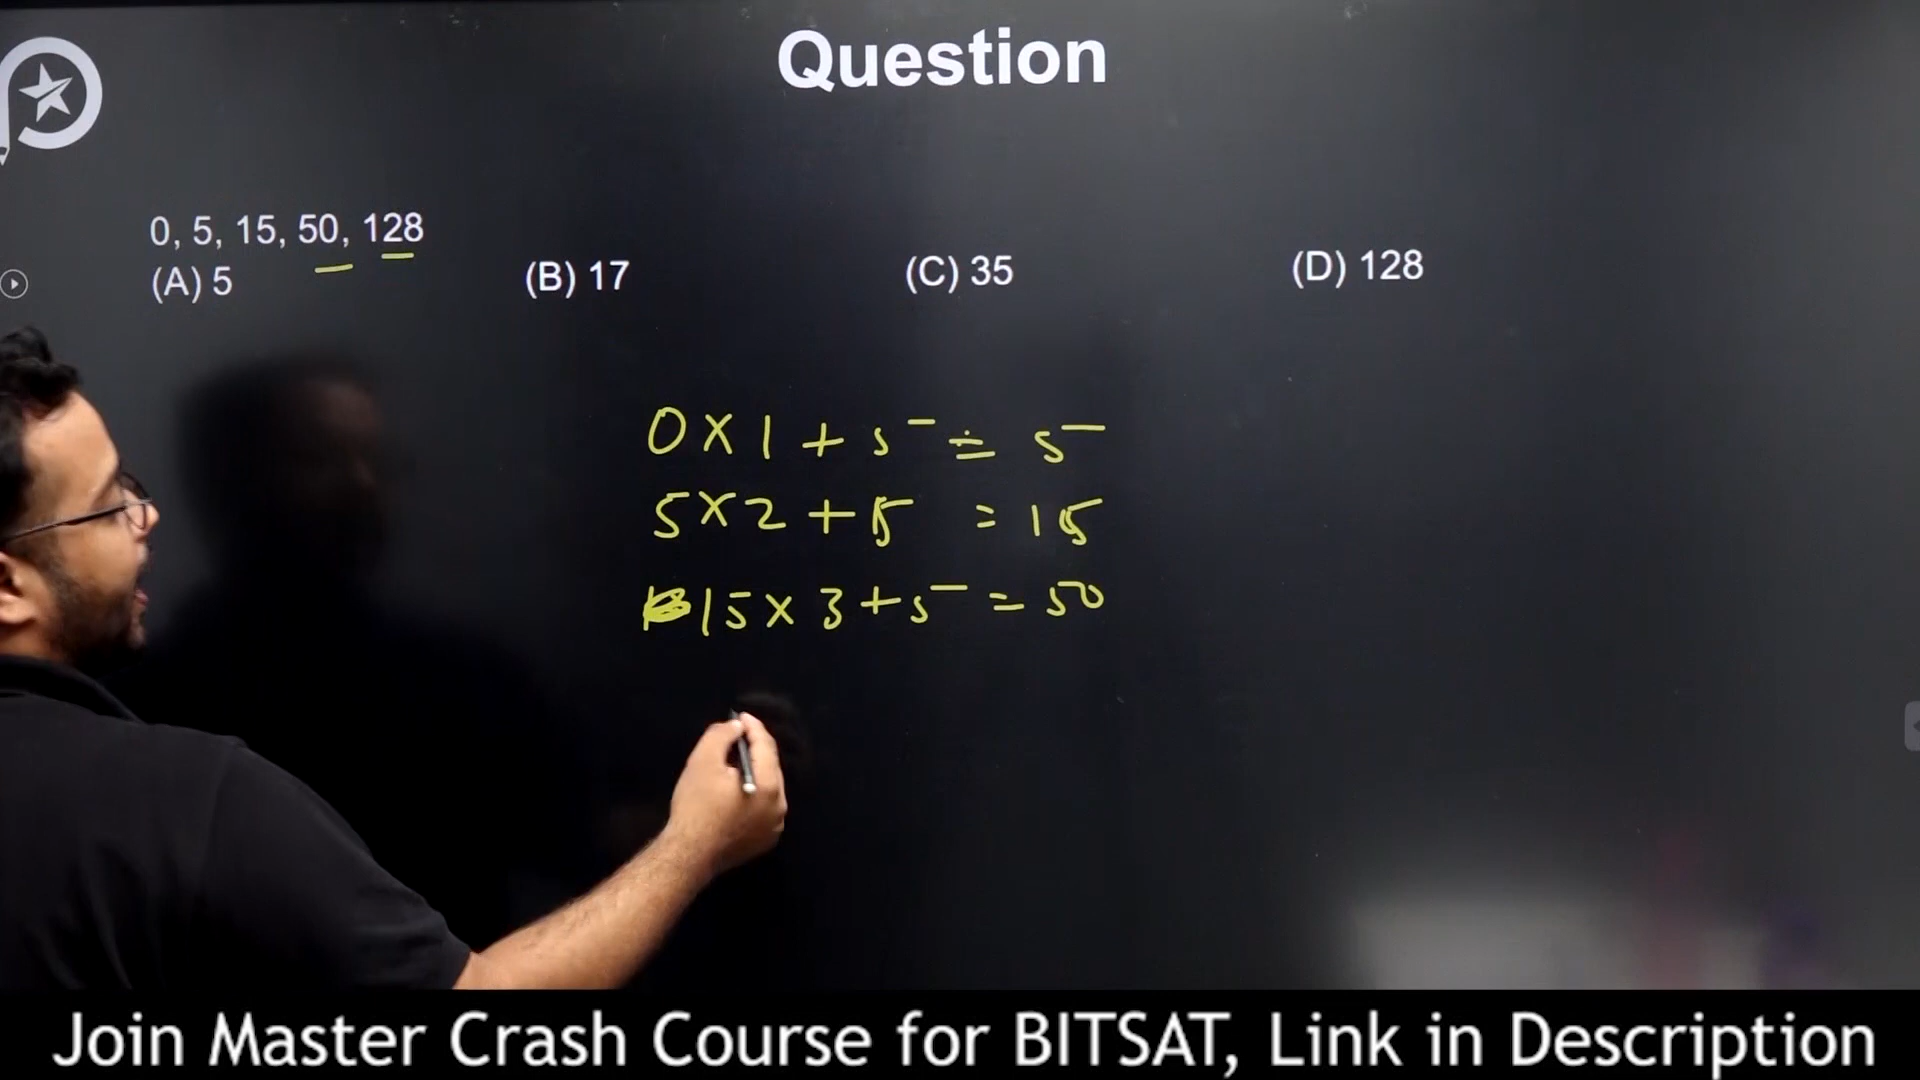 Question
0, 5, 15, 50, 128
(A) 5 (B) 17 (C) 35 (D) 128
0 x 1 + 5 = 5
5 x 2 + 5 = 15
15 x 3 + 5 = 50
Join Master Crash Course for BITSAT, Link in Description